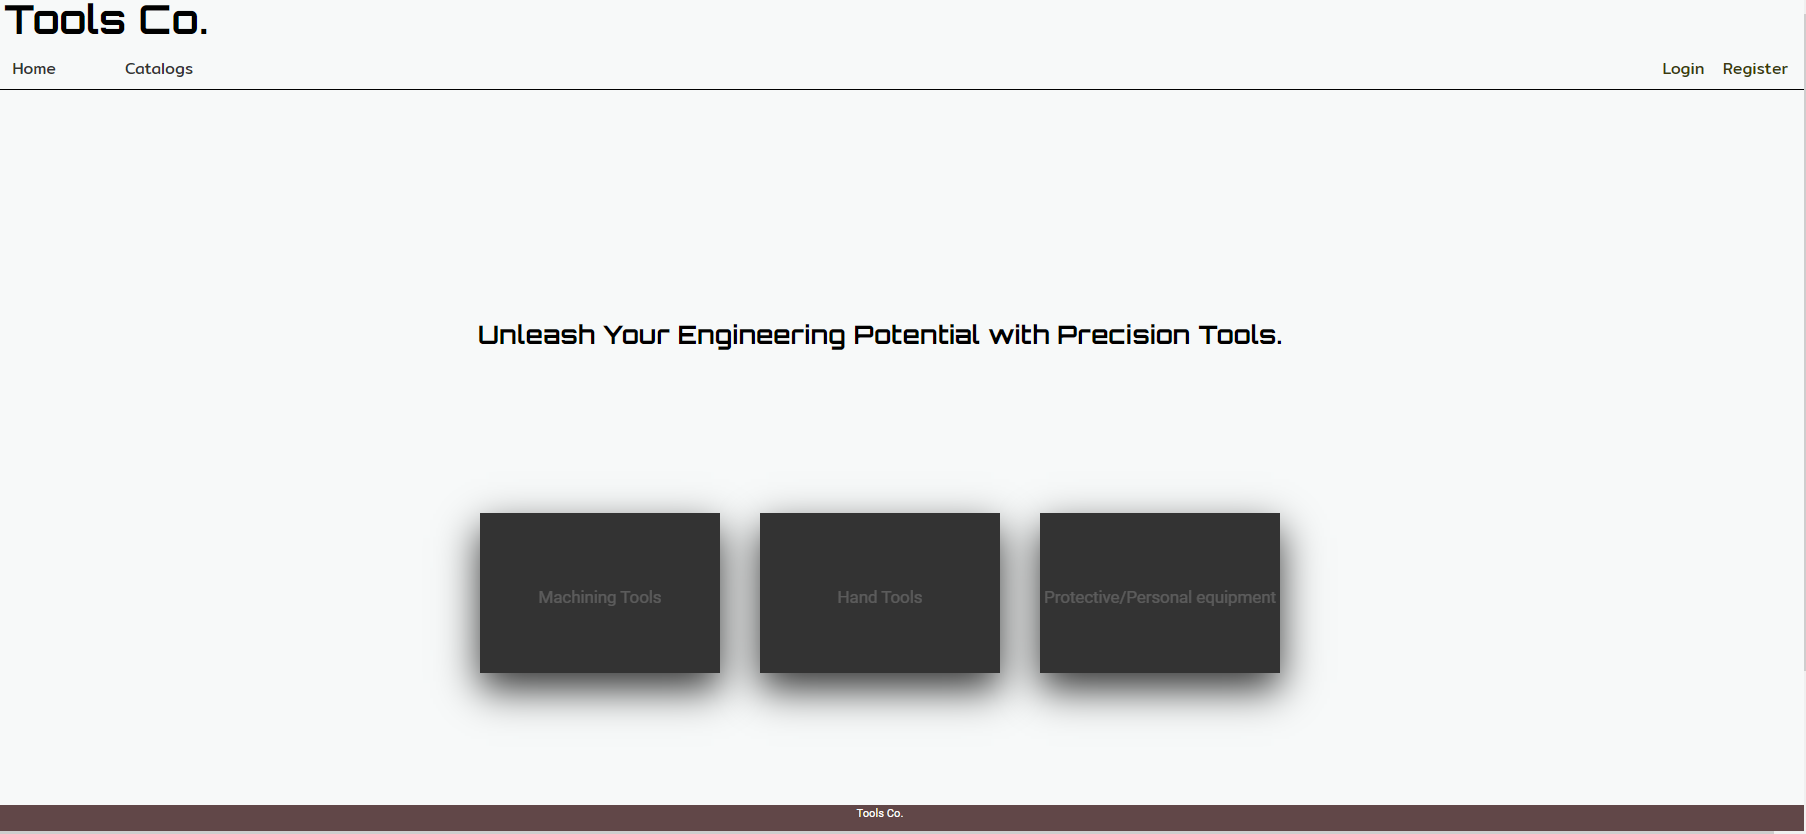 Tools Co.
Home Catalogs Login Register
Unleash Your Engineering Potential with Precision Tools.
Machining Tools Hand Tools Protective/Personal equipment
Tools Co.